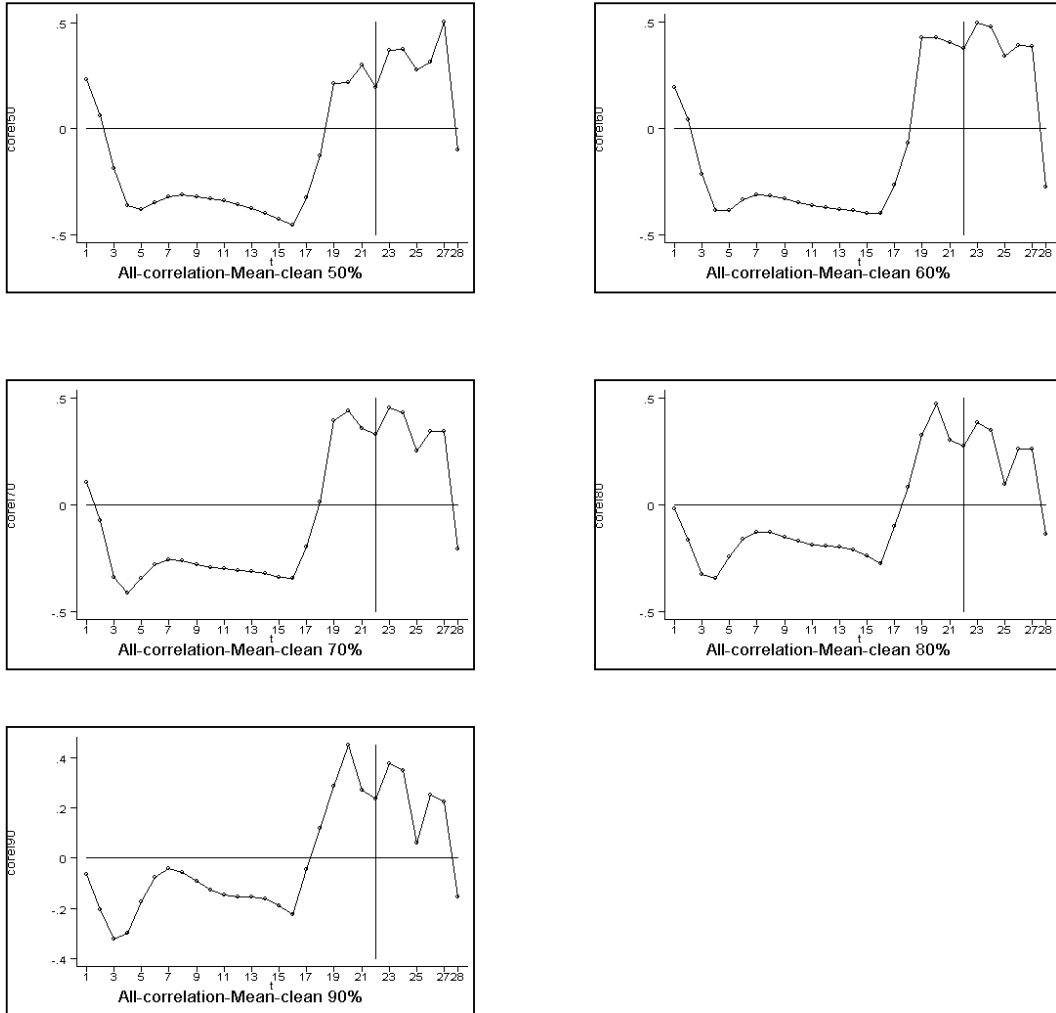 .5
0
-.5
corel50
1 3 5 7 9 11 13 15 17 19 21 23 25 2728
t
All-correlation-Mean-clean 50%
.5
0
-.5
corel60
1 3 5 7 9 11 13 15 17 19 21 23 25 2728
t
All-correlation-Mean-clean 60%
.5
0
-.5
corel70
1 3 5 7 9 11 13 15 17 19 21 23 25 2728
t
All-correlation-Mean-clean 70%
.5
0
-.5
corel80
1 3 5 7 9 11 13 15 17 19 21 23 25 2728
t
All-correlation-Mean-clean 80%
.4
.2
0
-.2
-.4
corel90
1 3 5 7 9 11 13 15 17 19 21 23 25 2728
t
All-correlation-Mean-clean 90%